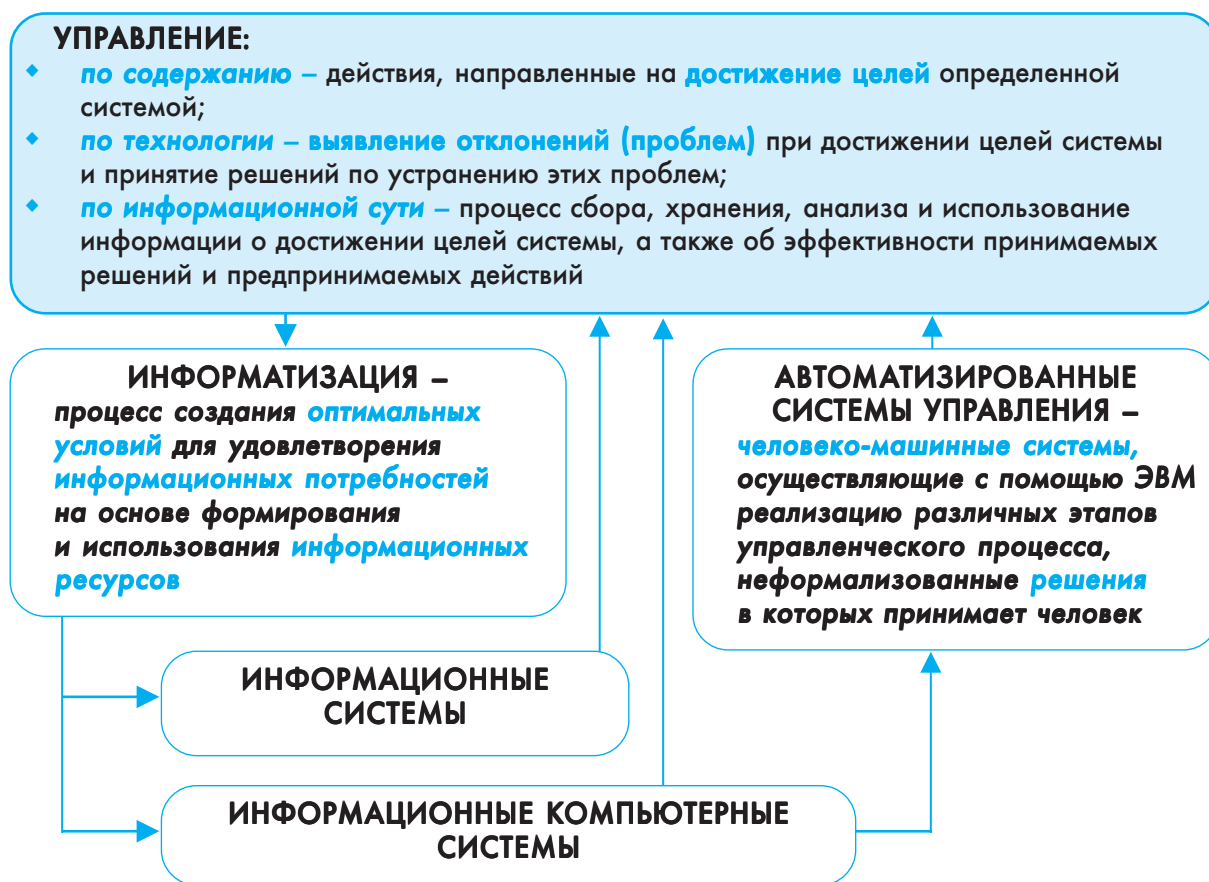 УПРАВЛЕНИЕ:
◆ по содержанию – действия, направленные на достижение целей определенной
системой;
◆ по технологии – выявление отклонений (проблем) при достижении целей системы
и принятие решений по устранению этих проблем;
◆ по информационной сути – процесс сбора, хранения, анализа и использование
информации о достижении целей системы, а также об эффективности принимаемых
решений и предпринимаемых действий
ИНФОРМАТИЗАЦИЯ –
процесс создания оптимальных
условий для удовлетворения
информационных потребностей
на основе формирования
и использования информационных
ресурсов
АВТОМАТИЗИРОВАННЫЕ
СИСТЕМЫ УПРАВЛЕНИЯ –
человеко-машинные системы,
осуществляющие с помощью ЭВМ
реализацию различных этапов
управленческого процесса,
неформализованные решения
в которых принимает человек
ИНФОРМАЦИОННЫЕ
СИСТЕМЫ
ИНФОРМАЦИОННЫЕ КОМПЬЮТЕРНЫЕ
СИСТЕМЫ